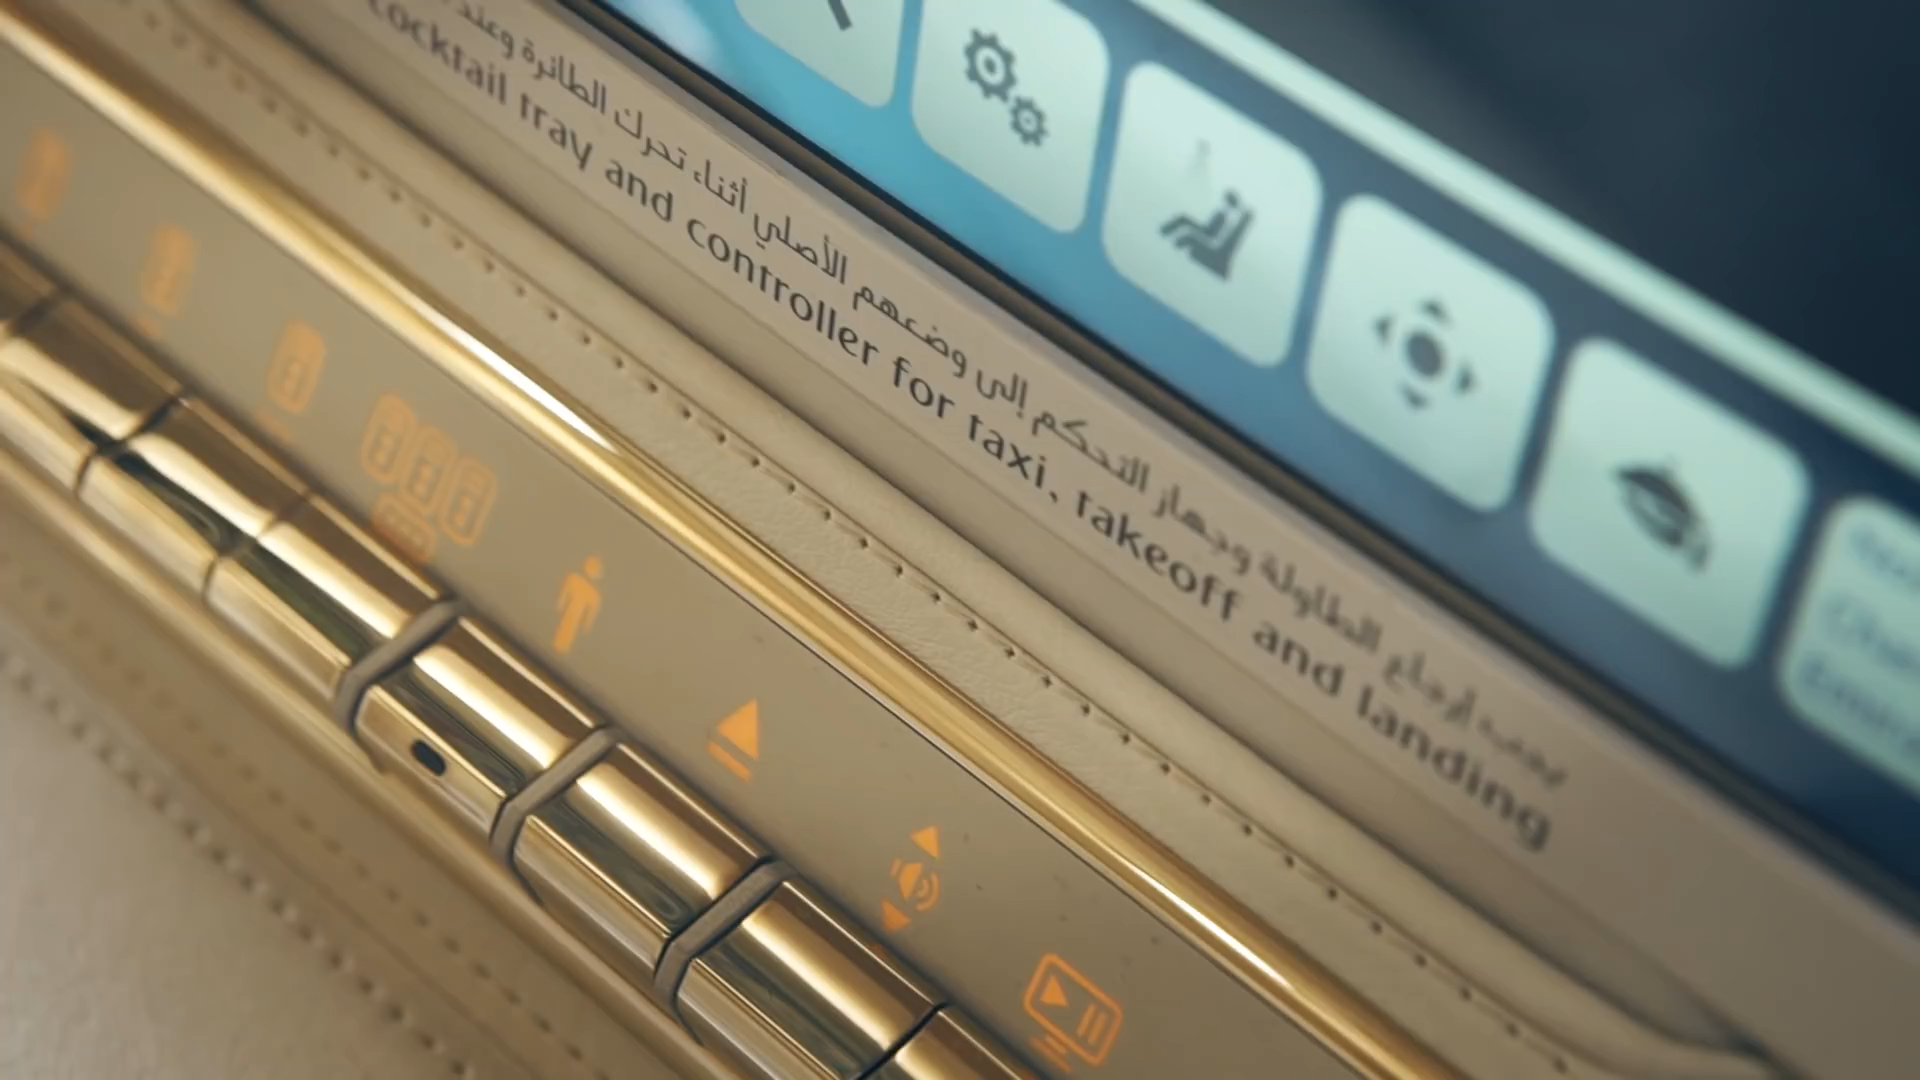 يجب إرجاع الطاولة وجهاز التحكم إلى وضعهم الأصلي أثناء تحرك الطائرة وعند
cocktail tray and controller for taxi, takeoff and landing